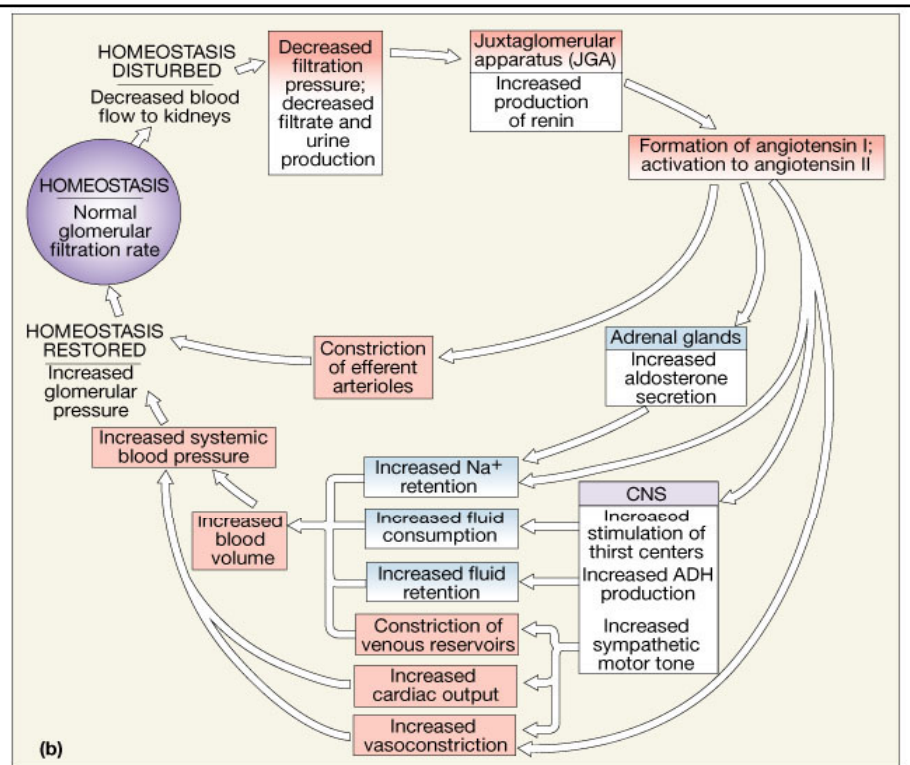 HOMEOSTASIS
DISTURBED
Decreased blood
flow to kidneys
Decreased
filtration
pressure;
decreased
filtrate and
urine
production
Juxtaglomerular
apparatus (JGA)
Increased
production
of renin
Formation of angiotensin I;
activation to angiotensin II
HOMEOSTASIS
Normal
glomerular
filtration rate
HOMEOSTASIS
RESTORED
Increased
glomerular
pressure
Constriction
of efferent
arterioles
Adrenal glands
Increased
aldosterone
secretion
Increased systemic
blood pressure
Increased
blood
volume
Increased Na⁺
retention
Increased fluid
consumption
Increased fluid
retention
Constriction of
venous reservoirs
Increased
cardiac output
Increased
vasoconstriction
CNS
Increased
stimulation of
thirst centers
Increased ADH
production
Increased
sympathetic
motor tone
(b)